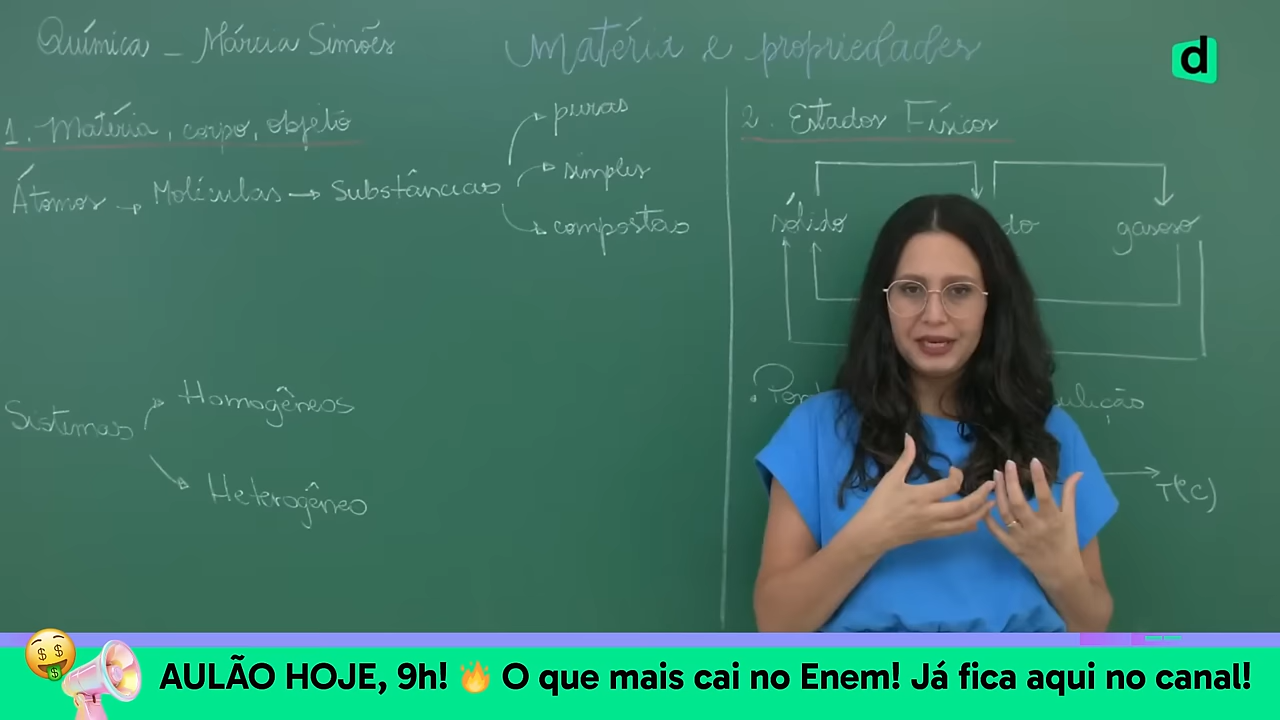 Química - Márcia Simões
Matéria e propriedades
d
1. Matéria, corpo, objeto
Átomos → Moléculas → Substâncias
puras
simples
compostas
Sistemas
Homogêneos
Heterogêneo
2. Estados Físicos
sólido
do
gasoso
T(°C)
AULÃO HOJE, 9h! 🔥 O que mais cai no Enem! Já fica aqui no canal!